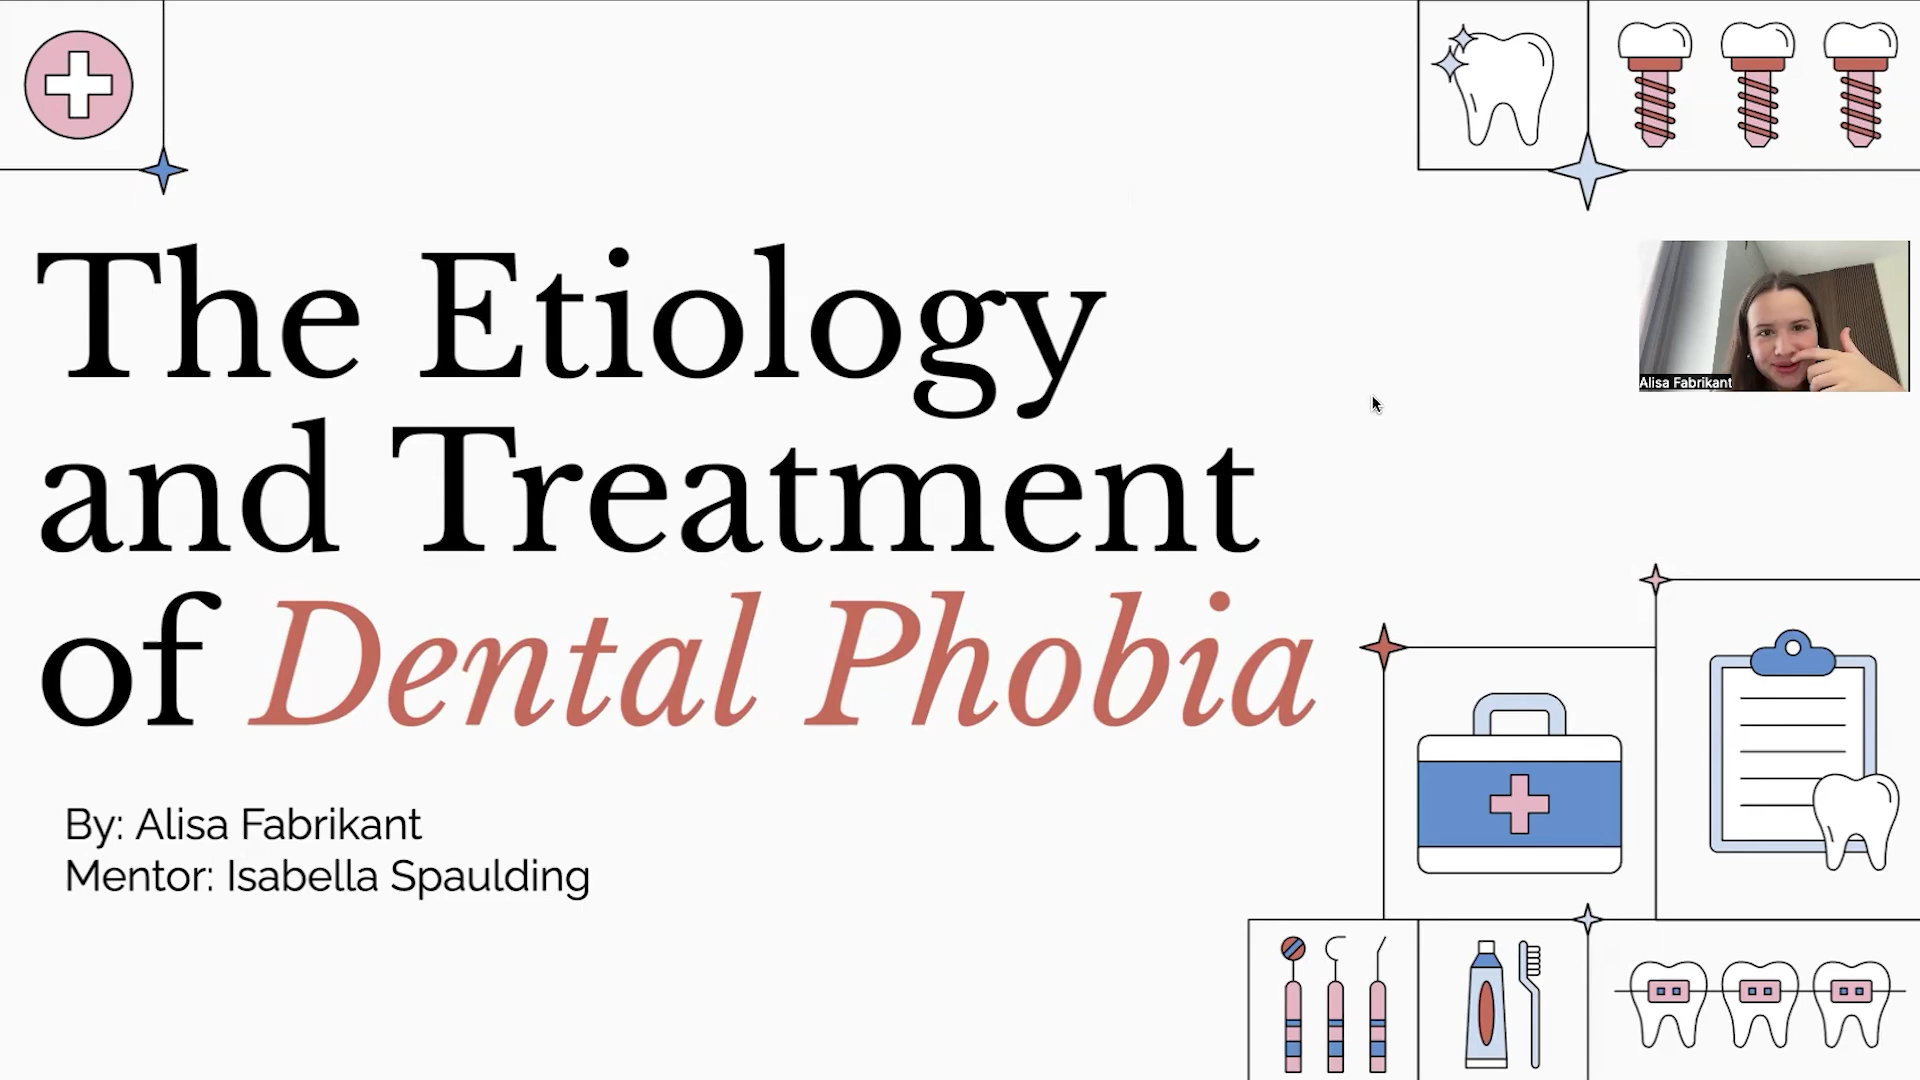 The Etiology
and Treatment
of Dental Phobia
Alisa Fabrikant
By: Alisa Fabrikant
Mentor: Isabella Spaulding